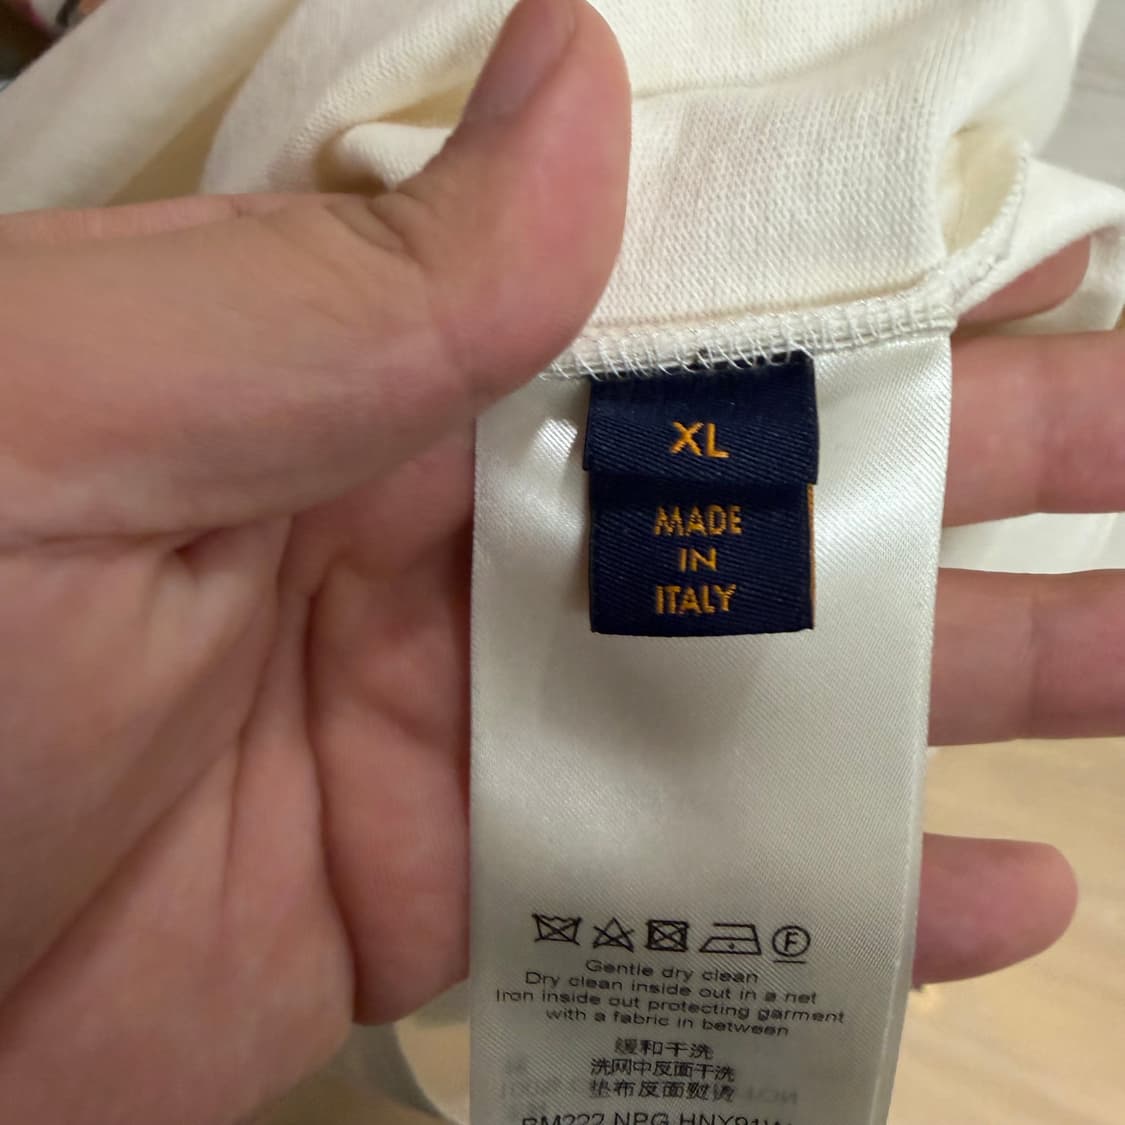 XL
MADE
IN
ITALY
F
Gentle dry clean
Dry clean inside out in a net
Iron inside out protecting garment
with a fabric in between
缓和干洗
洗网中反面干洗
垫布反面熨烫
RM222 NPG